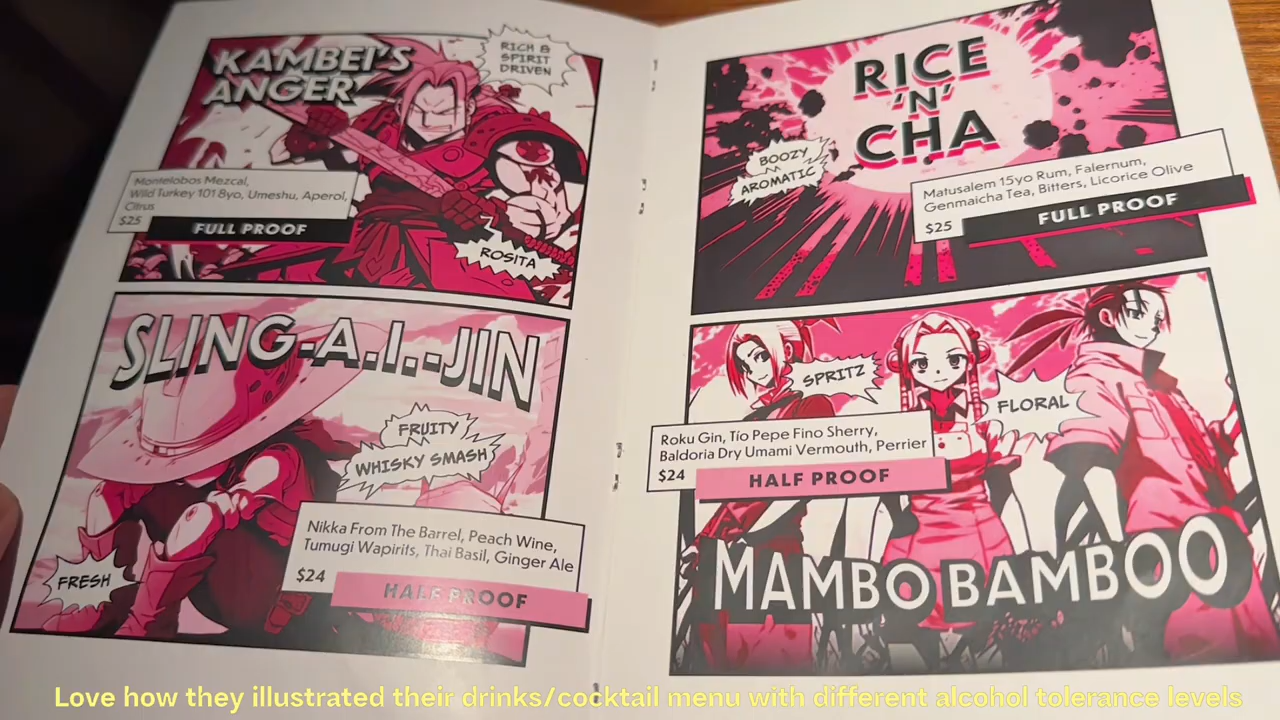 KAMBEI'S
ANGER
RICH &
SPIRIT
DRIVEN
Montelobos Mezcal,
Wild Turkey 101 8yo, Umeshu, Aperol,
Citrus
$25
FULL PROOF
ROSITA
SLING-A.I.-JIN
FRUITY
WHISKY SMASH
Nikka From The Barrel, Peach Wine,
Tumugi Wapirits, Thai Basil, Ginger Ale
$24
HALF PROOF
FRESH
RICE
'N'
CHA
BOOZY
AROMATIC
Matusalem 15yo Rum, Falernum,
Genmaicha Tea, Bitters, Licorice Olive
$25
FULL PROOF
SPRITZ
FLORAL
Roku Gin, Tío Pepe Fino Sherry,
Baldoria Dry Umami Vermouth, Perrier
$24
HALF PROOF
MAMBO BAMBOO
Love how they illustrated their drinks/cocktail menu with different alcohol tolerance levels